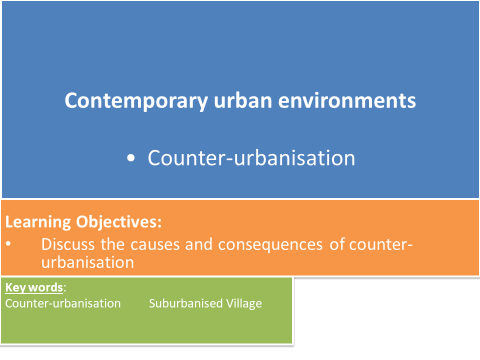 Contemporary urban environments
• Counter-urbanisation
Learning Objectives:
• Discuss the causes and consequences of counter-
urbanisation
Key words:
Counter-urbanisation Suburbanised Village